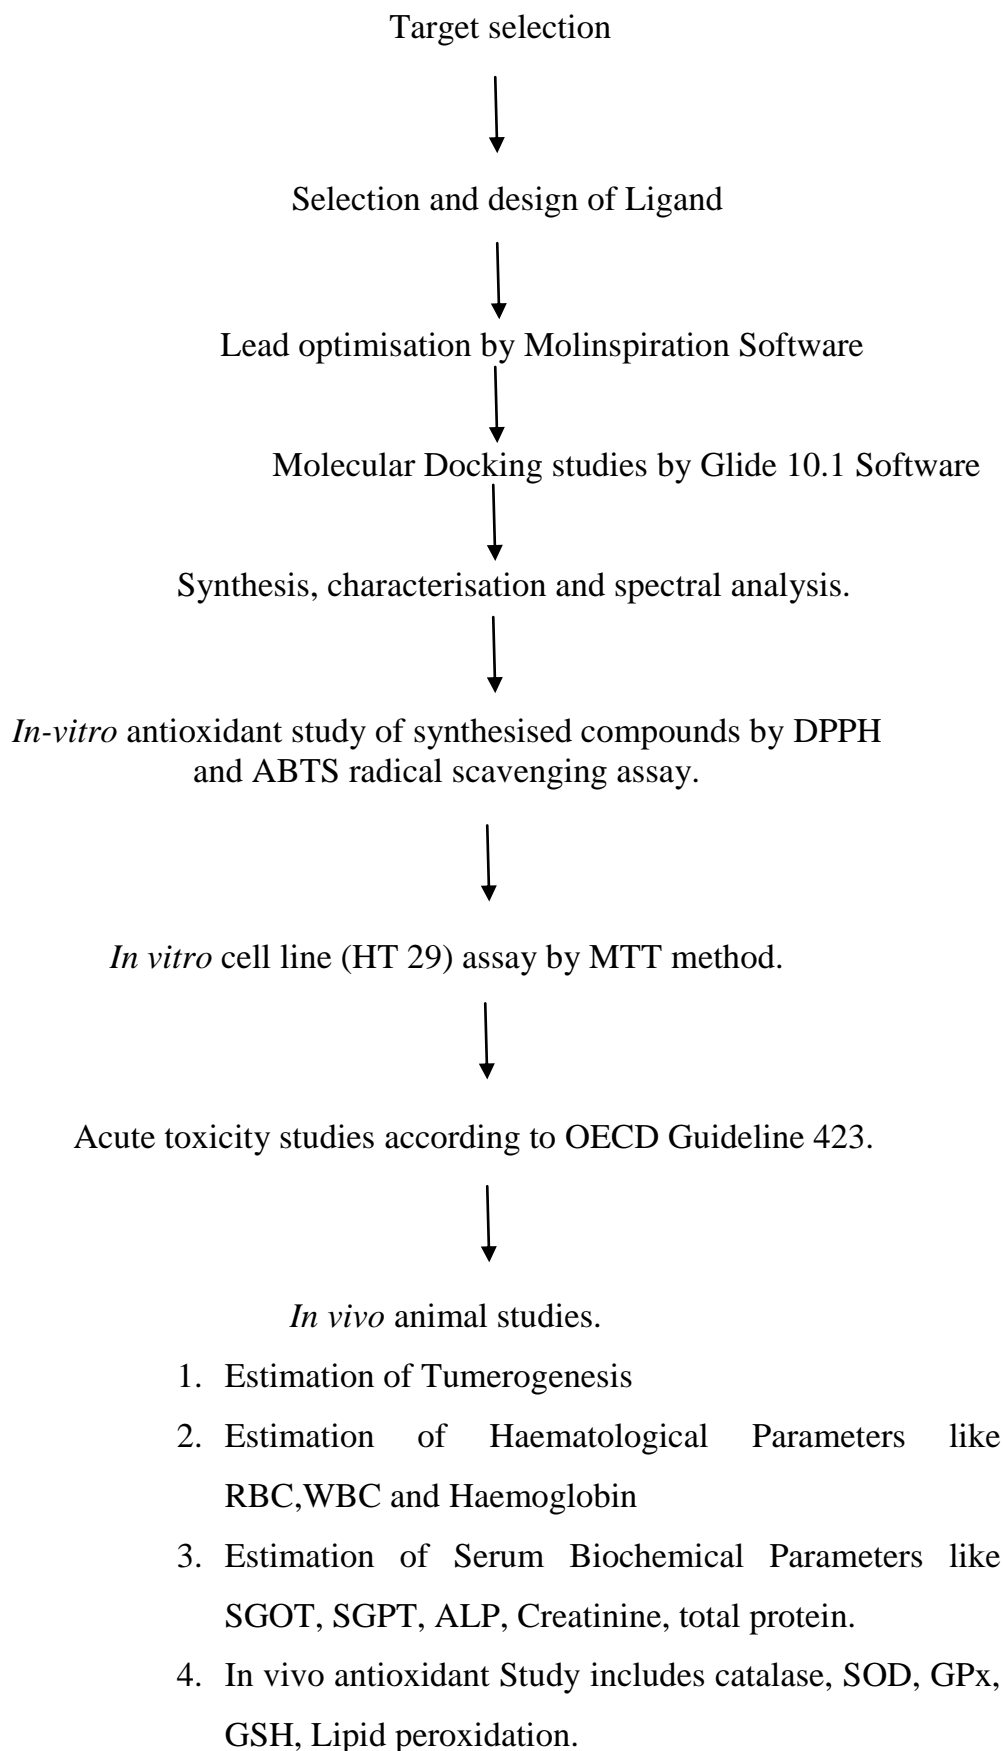 Target selection
Selection and design of Ligand
Lead optimisation by Molinspiration Software
Molecular Docking studies by Glide 10.1 Software
Synthesis, characterisation and spectral analysis.
In-vitro antioxidant study of synthesised compounds by DPPH
and ABTS radical scavenging assay.
In vitro cell line (HT 29) assay by MTT method.
Acute toxicity studies according to OECD Guideline 423.
In vivo animal studies.
1. Estimation of Tumerogenesis
2. Estimation of Haematological Parameters like
RBC,WBC and Haemoglobin
3. Estimation of Serum Biochemical Parameters like
SGOT, SGPT, ALP, Creatinine, total protein.
4. In vivo antioxidant Study includes catalase, SOD, GPx,
GSH, Lipid peroxidation.